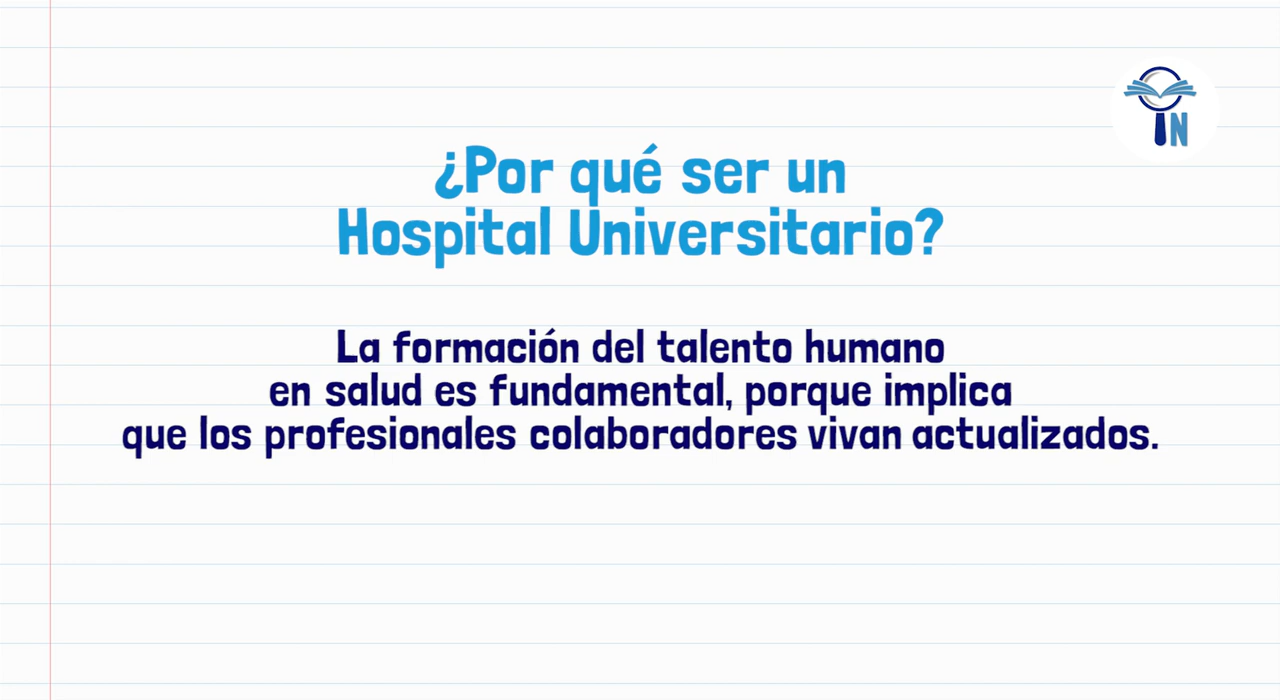 IN
¿Por qué ser un
Hospital Universitario?
La formación del talento humano
en salud es fundamental, porque implica
que los profesionales colaboradores vivan actualizados.